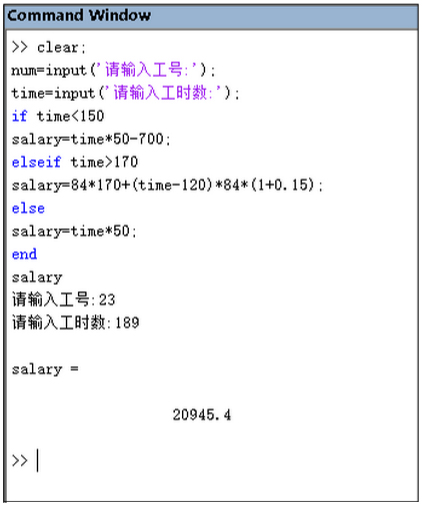 Command Window
>> clear;
num=input('请输入工号:');
time=input('请输入工时数:');
if time<150
salary=time*50-700;
elseif time>170
salary=84*170+(time-120)*84*(1+0.15);
else
salary=time*50;
end
salary
请输入工号:23
请输入工时数:189
salary =
20945.4
>>